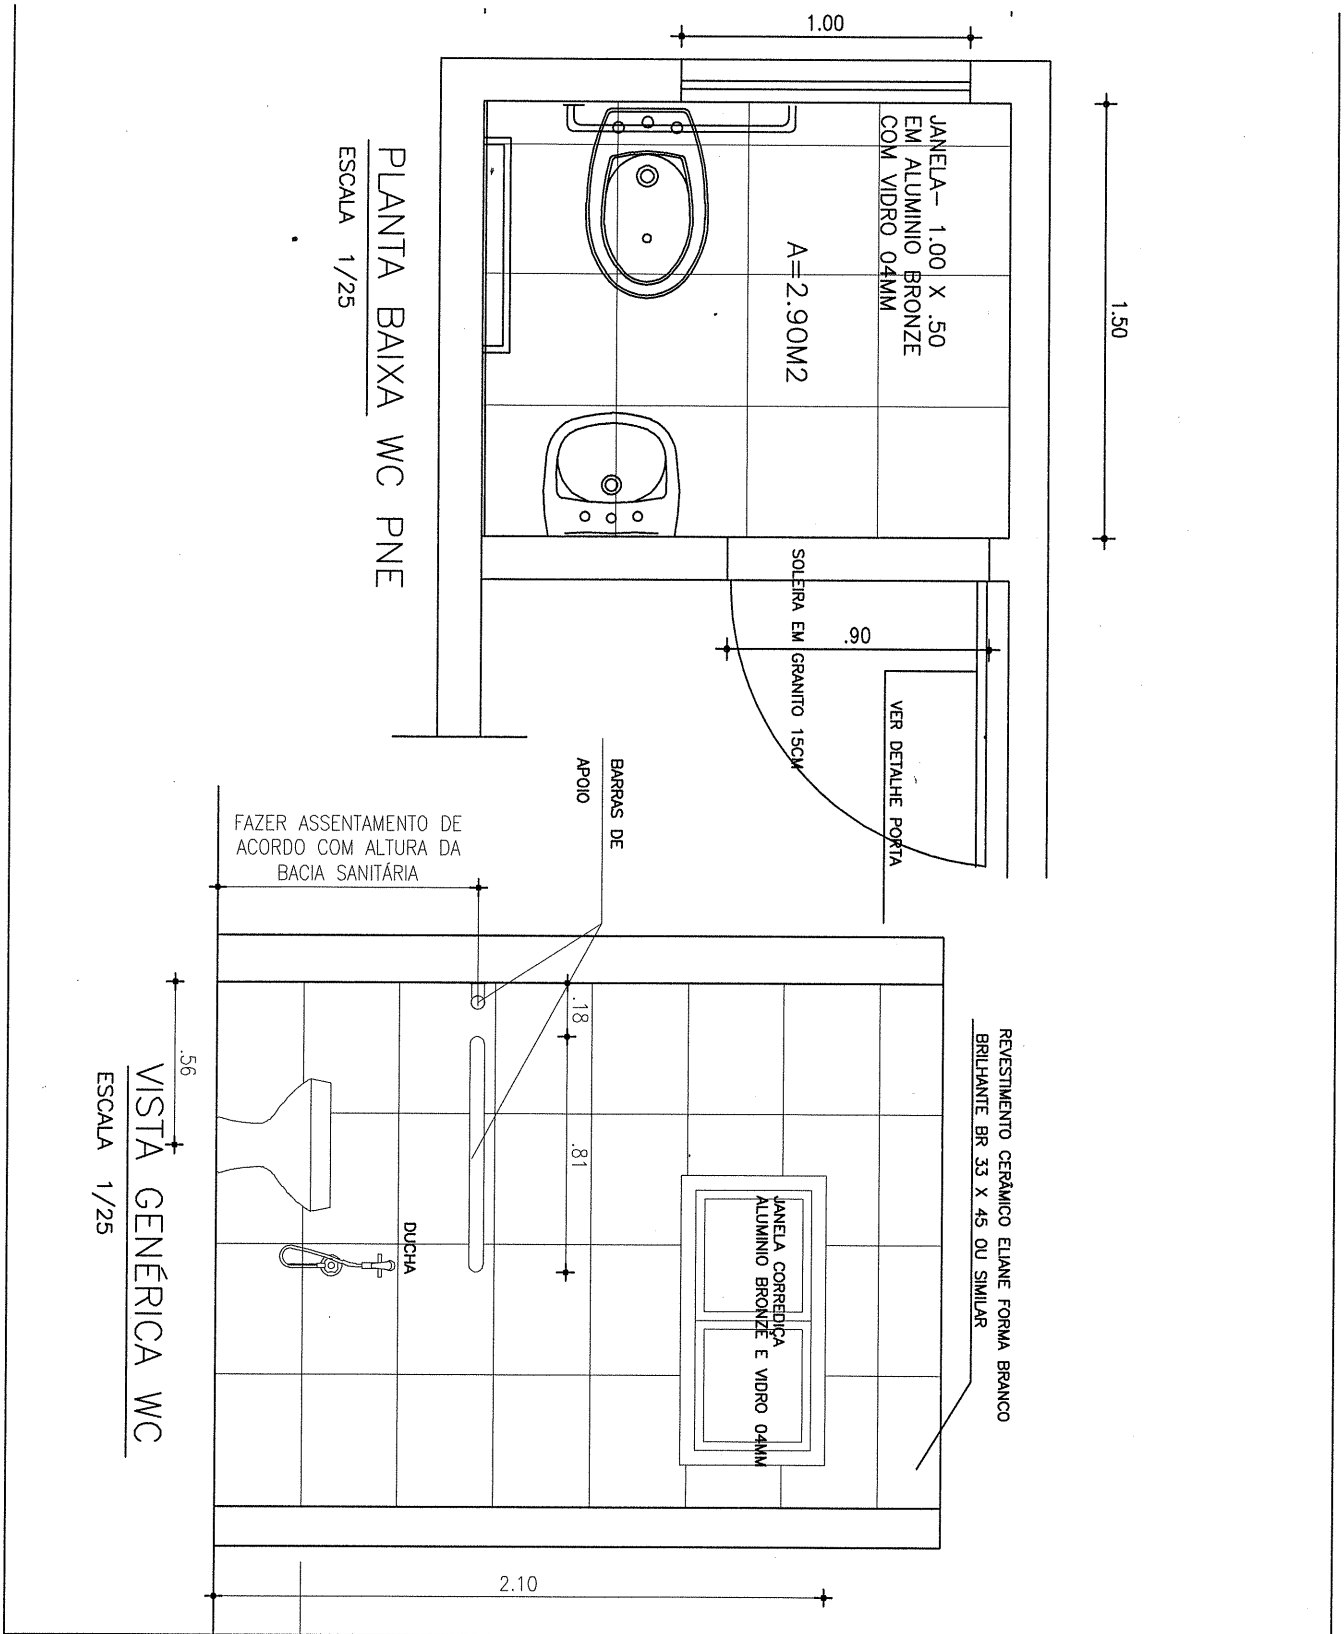 1.00
1.50
JANELA- 1.00 X .50
EM ALUMINIO BRONZE
COM VIDRO 04MM
A=2.90M2
PLANTA BAIXA WC PNE
ESCALA 1/25
SOLEIRA EM GRANITO 15CM
.90
VER DETALHE PORTA
BARRAS DE
APOIO
FAZER ASSENTAMENTO DE
ACORDO COM ALTURA DA
BACIA SANITÁRIA
REVESTIMENTO CERÂMICO ELIANE FORMA BRANCO
BRILHANTE BR 33 X 45 OU SIMILAR
.18
.81
.56
JANELA CORREDIÇA
ALUMINIO BRONZE E VIDRO 04MM
DUCHA
2.10
VISTA GENÉRICA WC
ESCALA 1/25